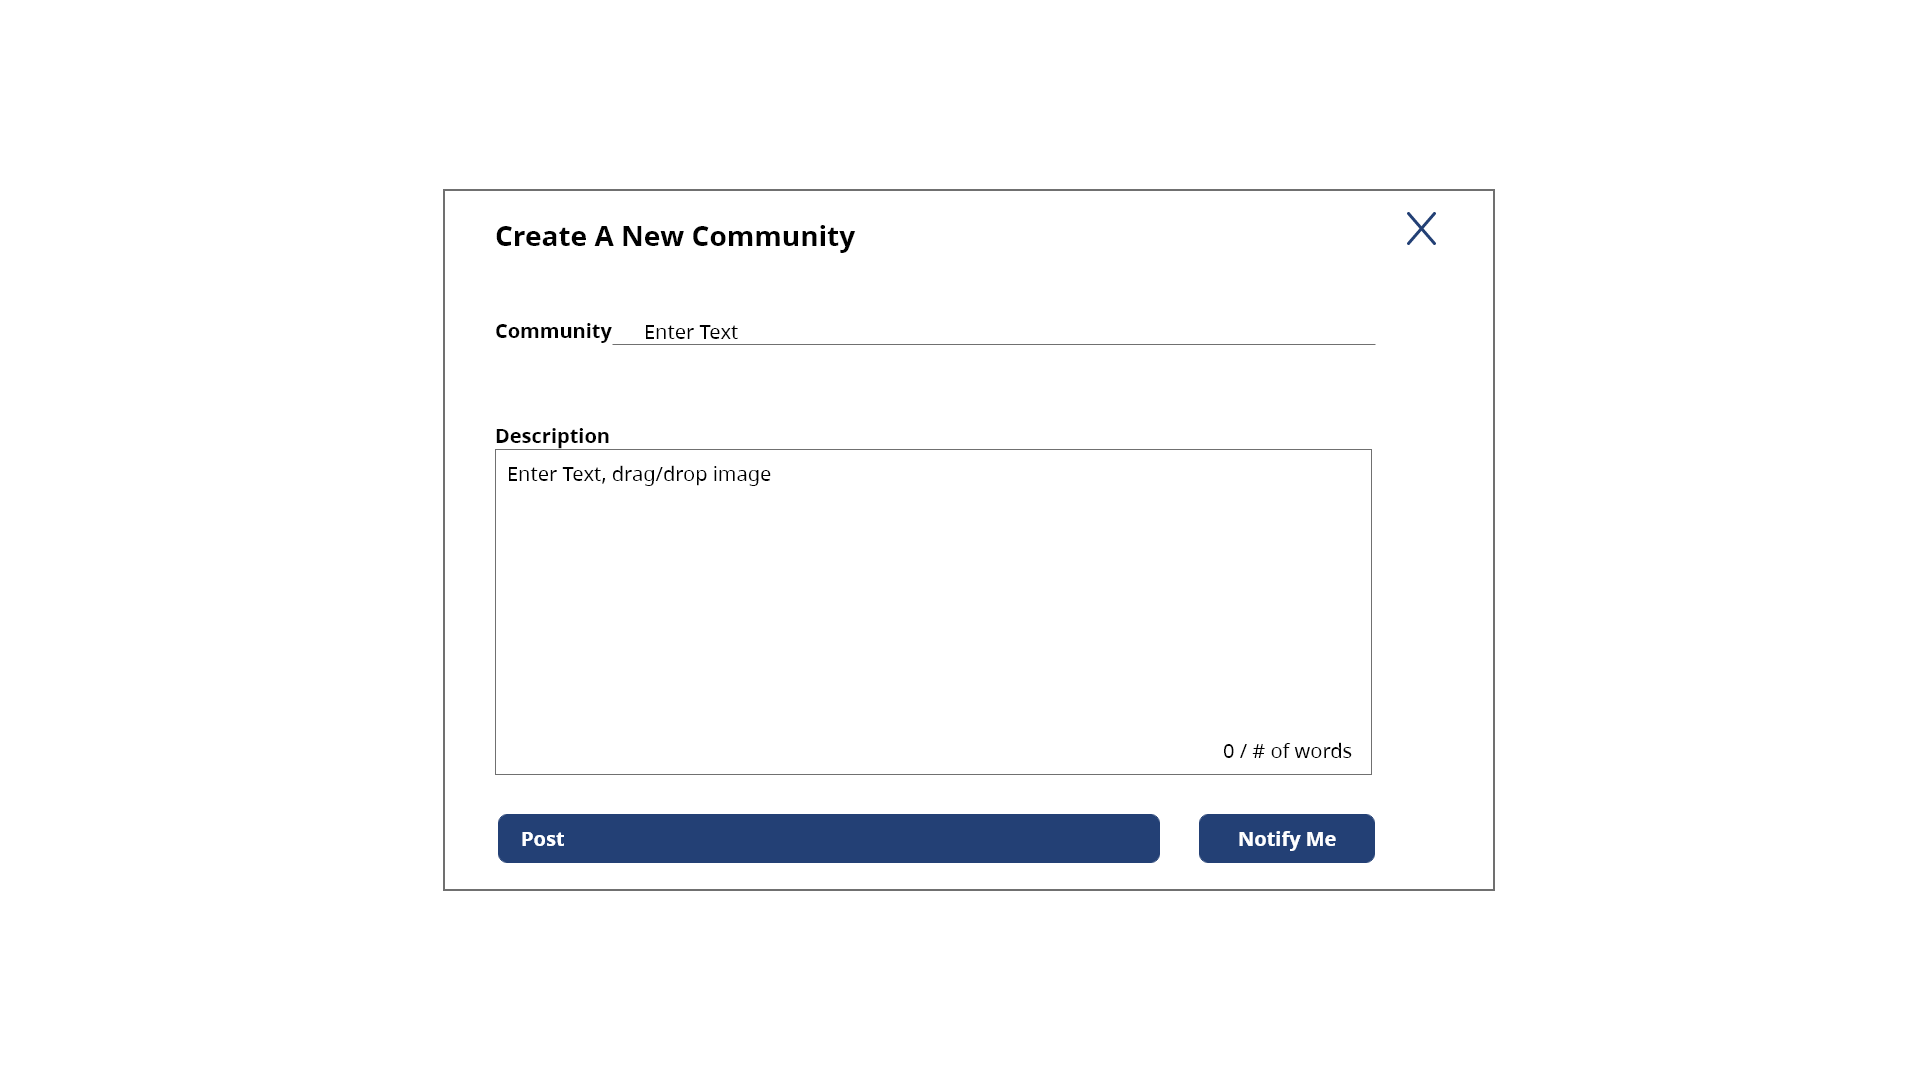 Create A New Community
Community Enter Text
Description
Enter Text, drag/drop image
0 / # of words
Post
Notify Me